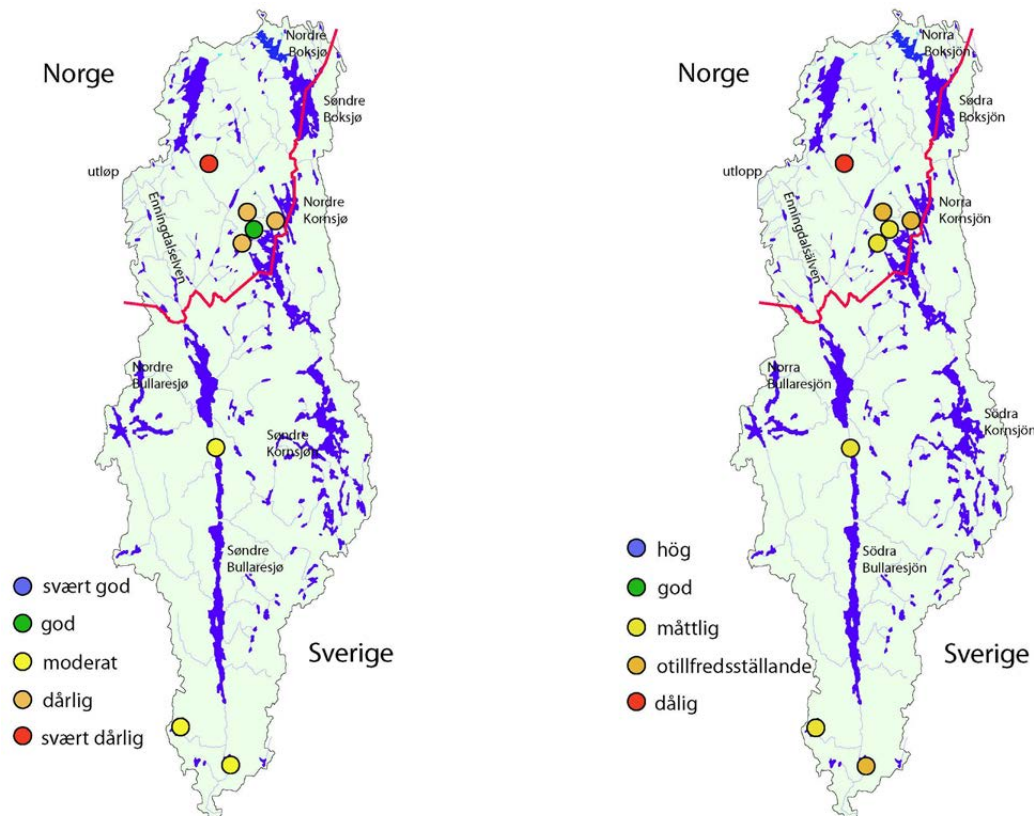 Norge
Nordre
Boksjø
Søndre
Boksjø
utløp
Enningdalselven
Nordre
Kornsjø
Nordre
Bullaresjø
Søndre
Kornsjøn
Søndre
Bullaresjø
Sverige
svært god
god
moderat
dårlig
svært dårlig
Norge
Norra
Boksjön
Södra
Boksjön
utlopp
Enningdalsälven
Norra
Kornsjön
Norra
Bullaresjön
Södra
Kornsjön
Södra
Bullaresjön
Sverige
hög
god
måttlig
otillfredsställande
dålig